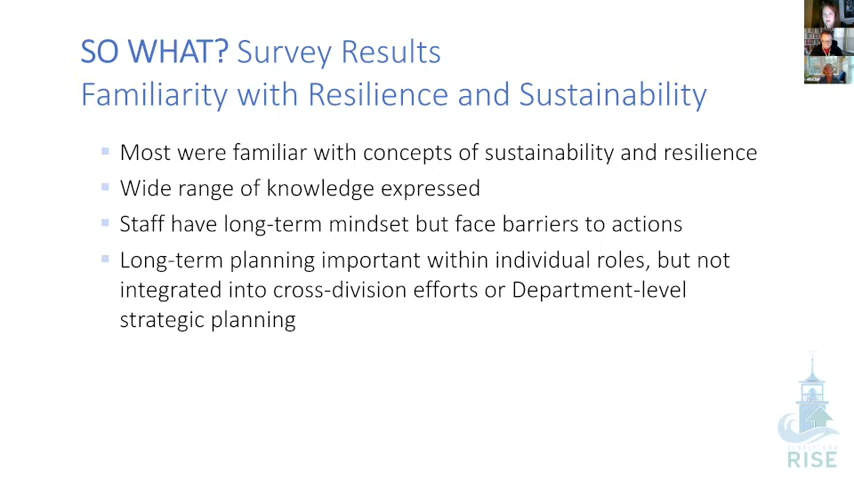 SO WHAT? Survey Results
Familiarity with Resilience and Sustainability
Most were familiar with concepts of sustainability and resilience
Wide range of knowledge expressed
Staff have long-term mindset but face barriers to actions
Long-term planning important within individual roles, but not
integrated into cross-division efforts or Department-level
strategic planning
RISE